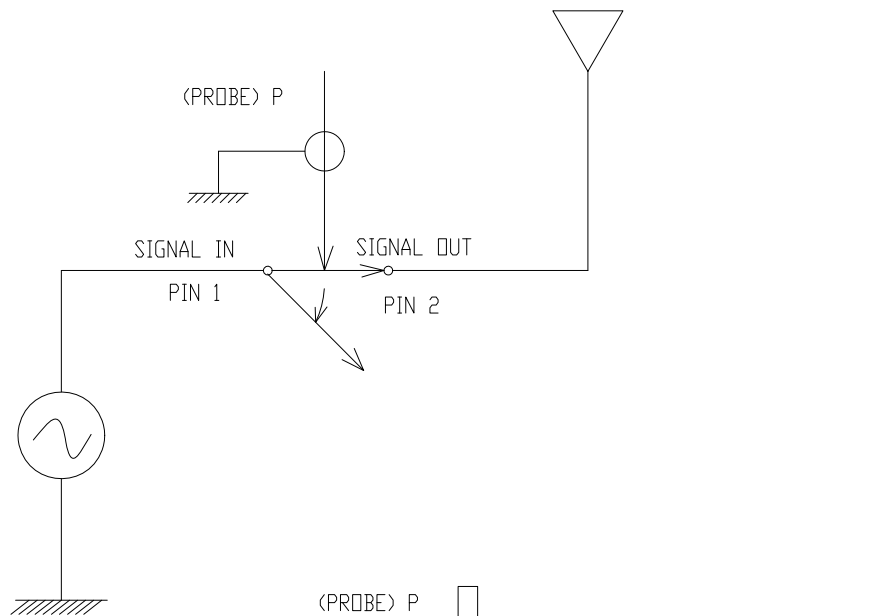 (PROBE) P
SIGNAL IN
SIGNAL OUT
PIN 1
PIN 2
(PROBE) P